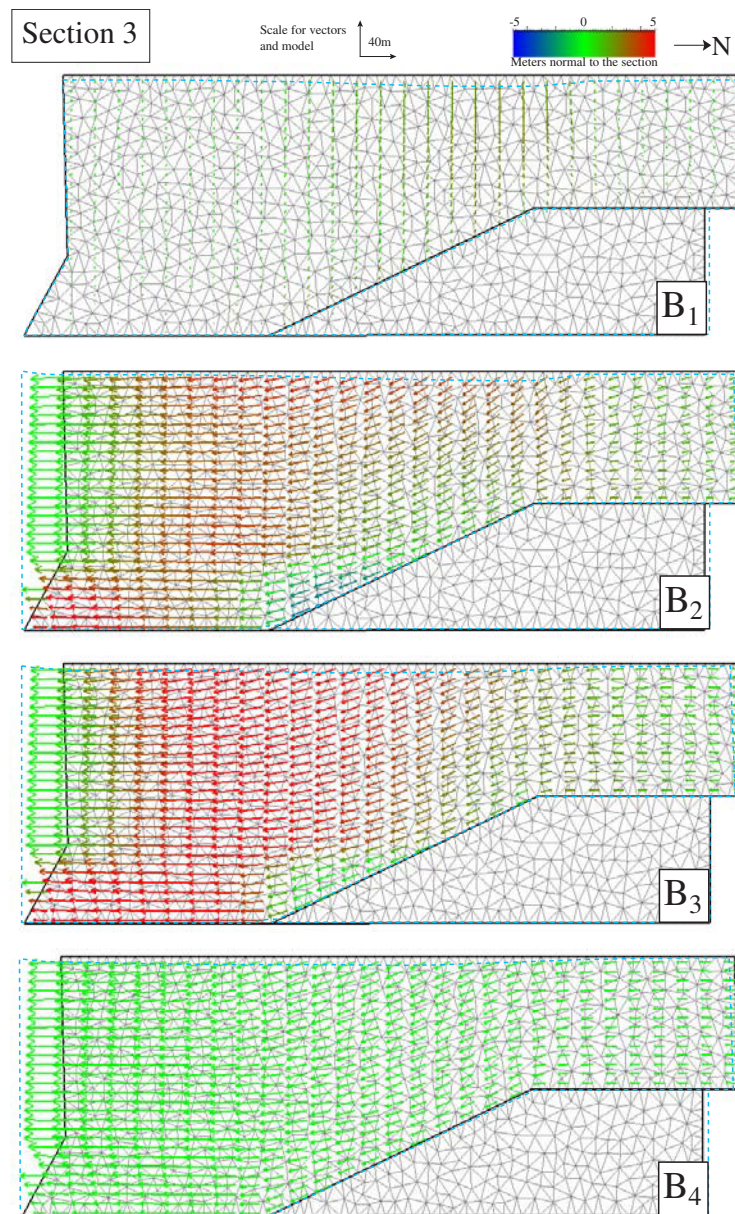 Section 3
Scale for vectors
and model
40m
-5 0 5
Meters normal to the section
N
B1
B2
B3
B4